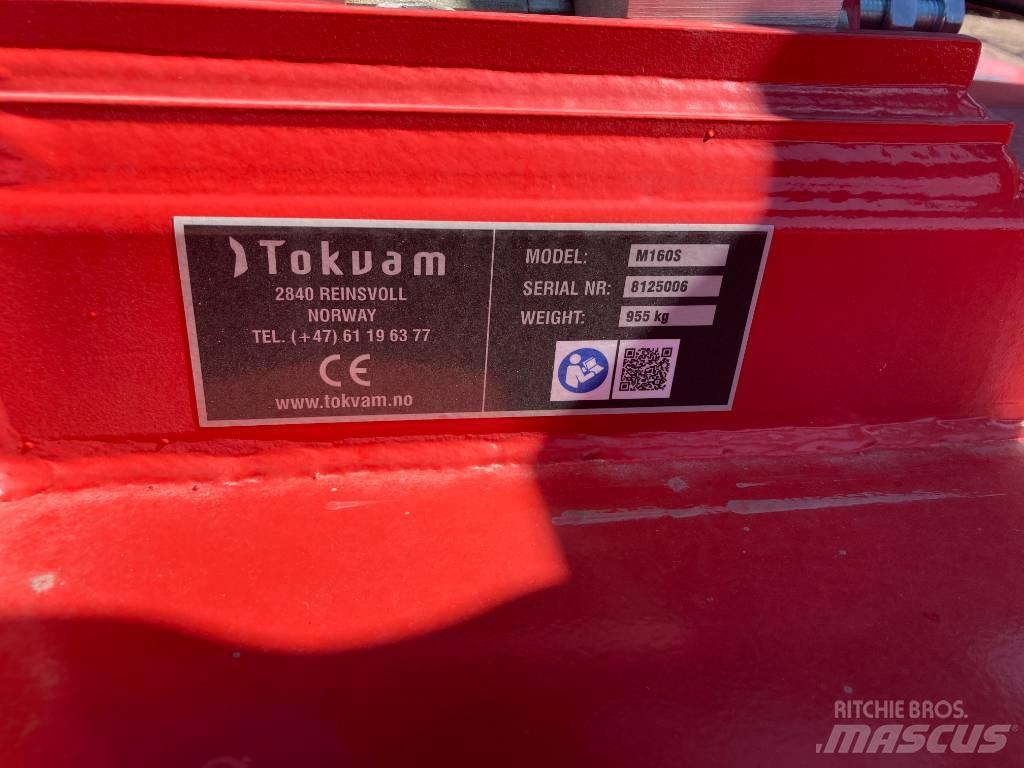 Tokvam
2840 REINSVOLL
NORWAY
TEL. (+47) 61 19 63 77
CE
www.tokvam.no
MODEL: M160S
SERIAL NR: 8125006
WEIGHT: 955 kg
RITCHIE BROS.
MASCUS